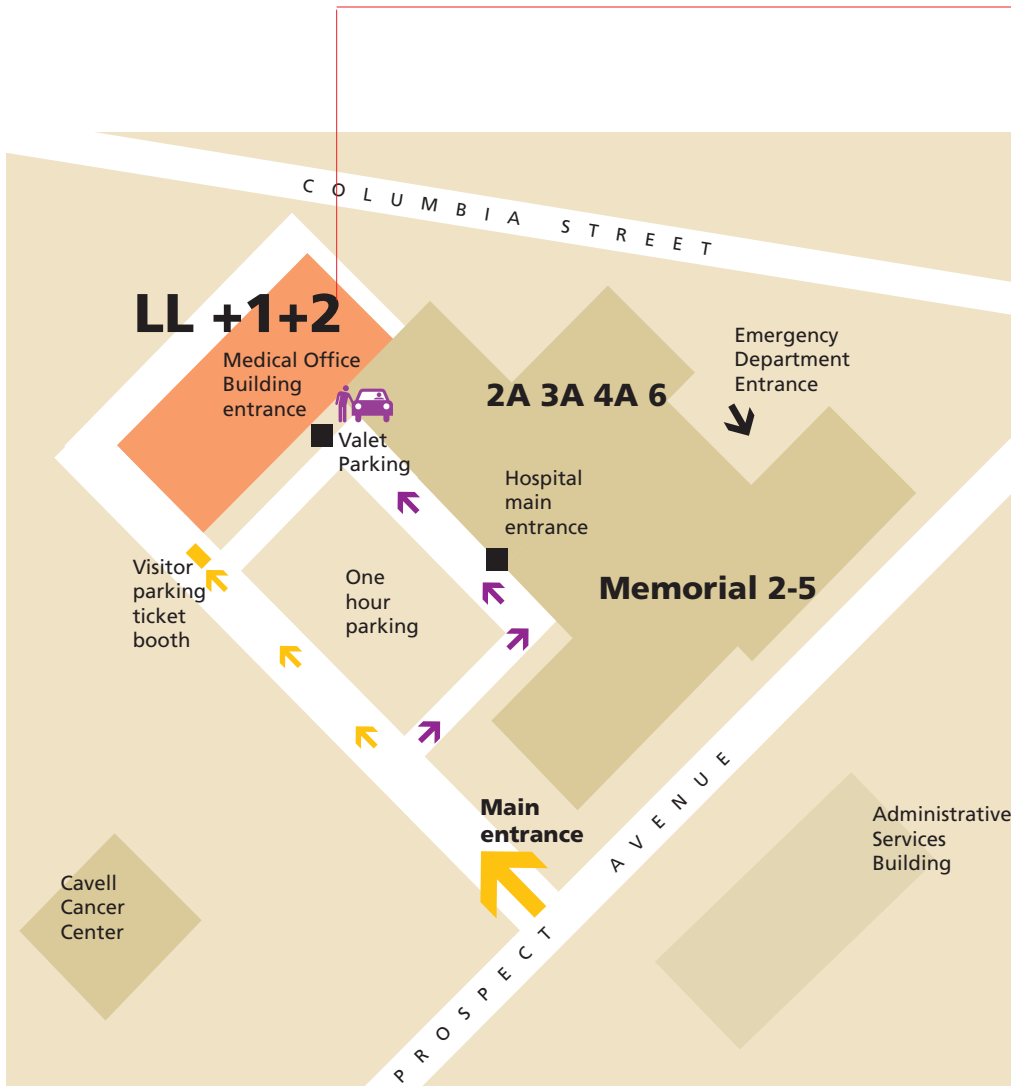 COLUMBIA STREET
LL +1+2
Medical Office
Building
entrance
Valet
Parking
2A 3A 4A 6
Emergency
Department
Entrance
Hospital
main
entrance
Visitor
parking
ticket
booth
One
hour
parking
Memorial 2-5
Main
entrance
PROSPECT AVENUE
Administrative
Services
Building
Cavell
Cancer
Center